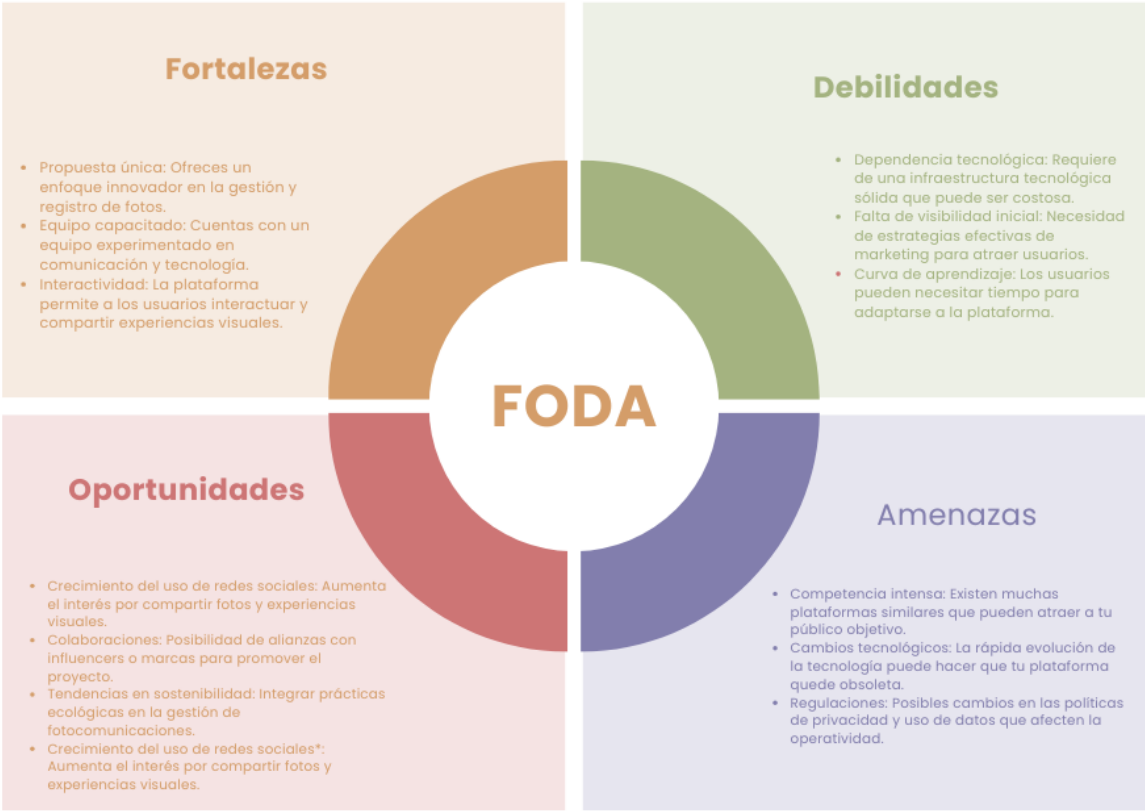 Fortalezas
• Propuesta única: Ofreces un
enfoque innovador en la gestión y
registro de fotos.
• Equipo capacitado: Cuentas con un
equipo experimentado en
comunicación y tecnología.
• Interactividad: La plataforma
permite a los usuarios interactuar y
compartir experiencias visuales.
Debilidades
• Dependencia tecnológica: Requiere
de una infraestructura tecnológica
sólida que puede ser costosa.
• Falta de visibilidad inicial: Necesidad
de estrategias efectivas de
marketing para atraer usuarios.
• Curva de aprendizaje: Los usuarios
pueden necesitar tiempo para
adaptarse a la plataforma.
FODA
Oportunidades
• Crecimiento del uso de redes sociales: Aumenta
el interés por compartir fotos y experiencias
visuales.
• Colaboraciones: Posibilidad de alianzas con
influencers o marcas para promover el
proyecto.
• Tendencias en sostenibilidad: Integrar prácticas
ecológicas en la gestión de
fotocomunicaciones.
• Crecimiento del uso de redes sociales*:
Aumenta el interés por compartir fotos y
experiencias visuales.
Amenazas
• Competencia intensa: Existen muchas
plataformas similares que pueden atraer a tu
público objetivo.
• Cambios tecnológicos: La rápida evolución de
la tecnología puede hacer que tu plataforma
quede obsoleta.
• Regulaciones: Posibles cambios en las políticas
de privacidad y uso de datos que afecten la
operatividad.